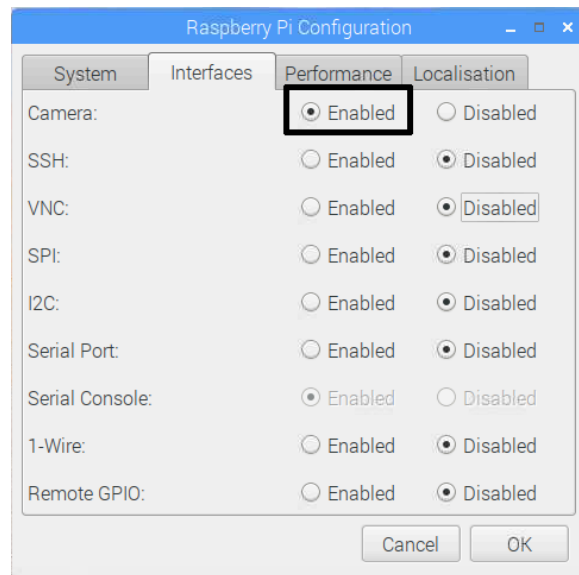 Raspberry Pi Configuration
System Interfaces Performance Localisation
Camera: Enabled Disabled
SSH: Enabled Disabled
VNC: Enabled Disabled
SPI: Enabled Disabled
I2C: Enabled Disabled
Serial Port: Enabled Disabled
Serial Console: Enabled Disabled
1-Wire: Enabled Disabled
Remote GPIO: Enabled Disabled
Cancel OK